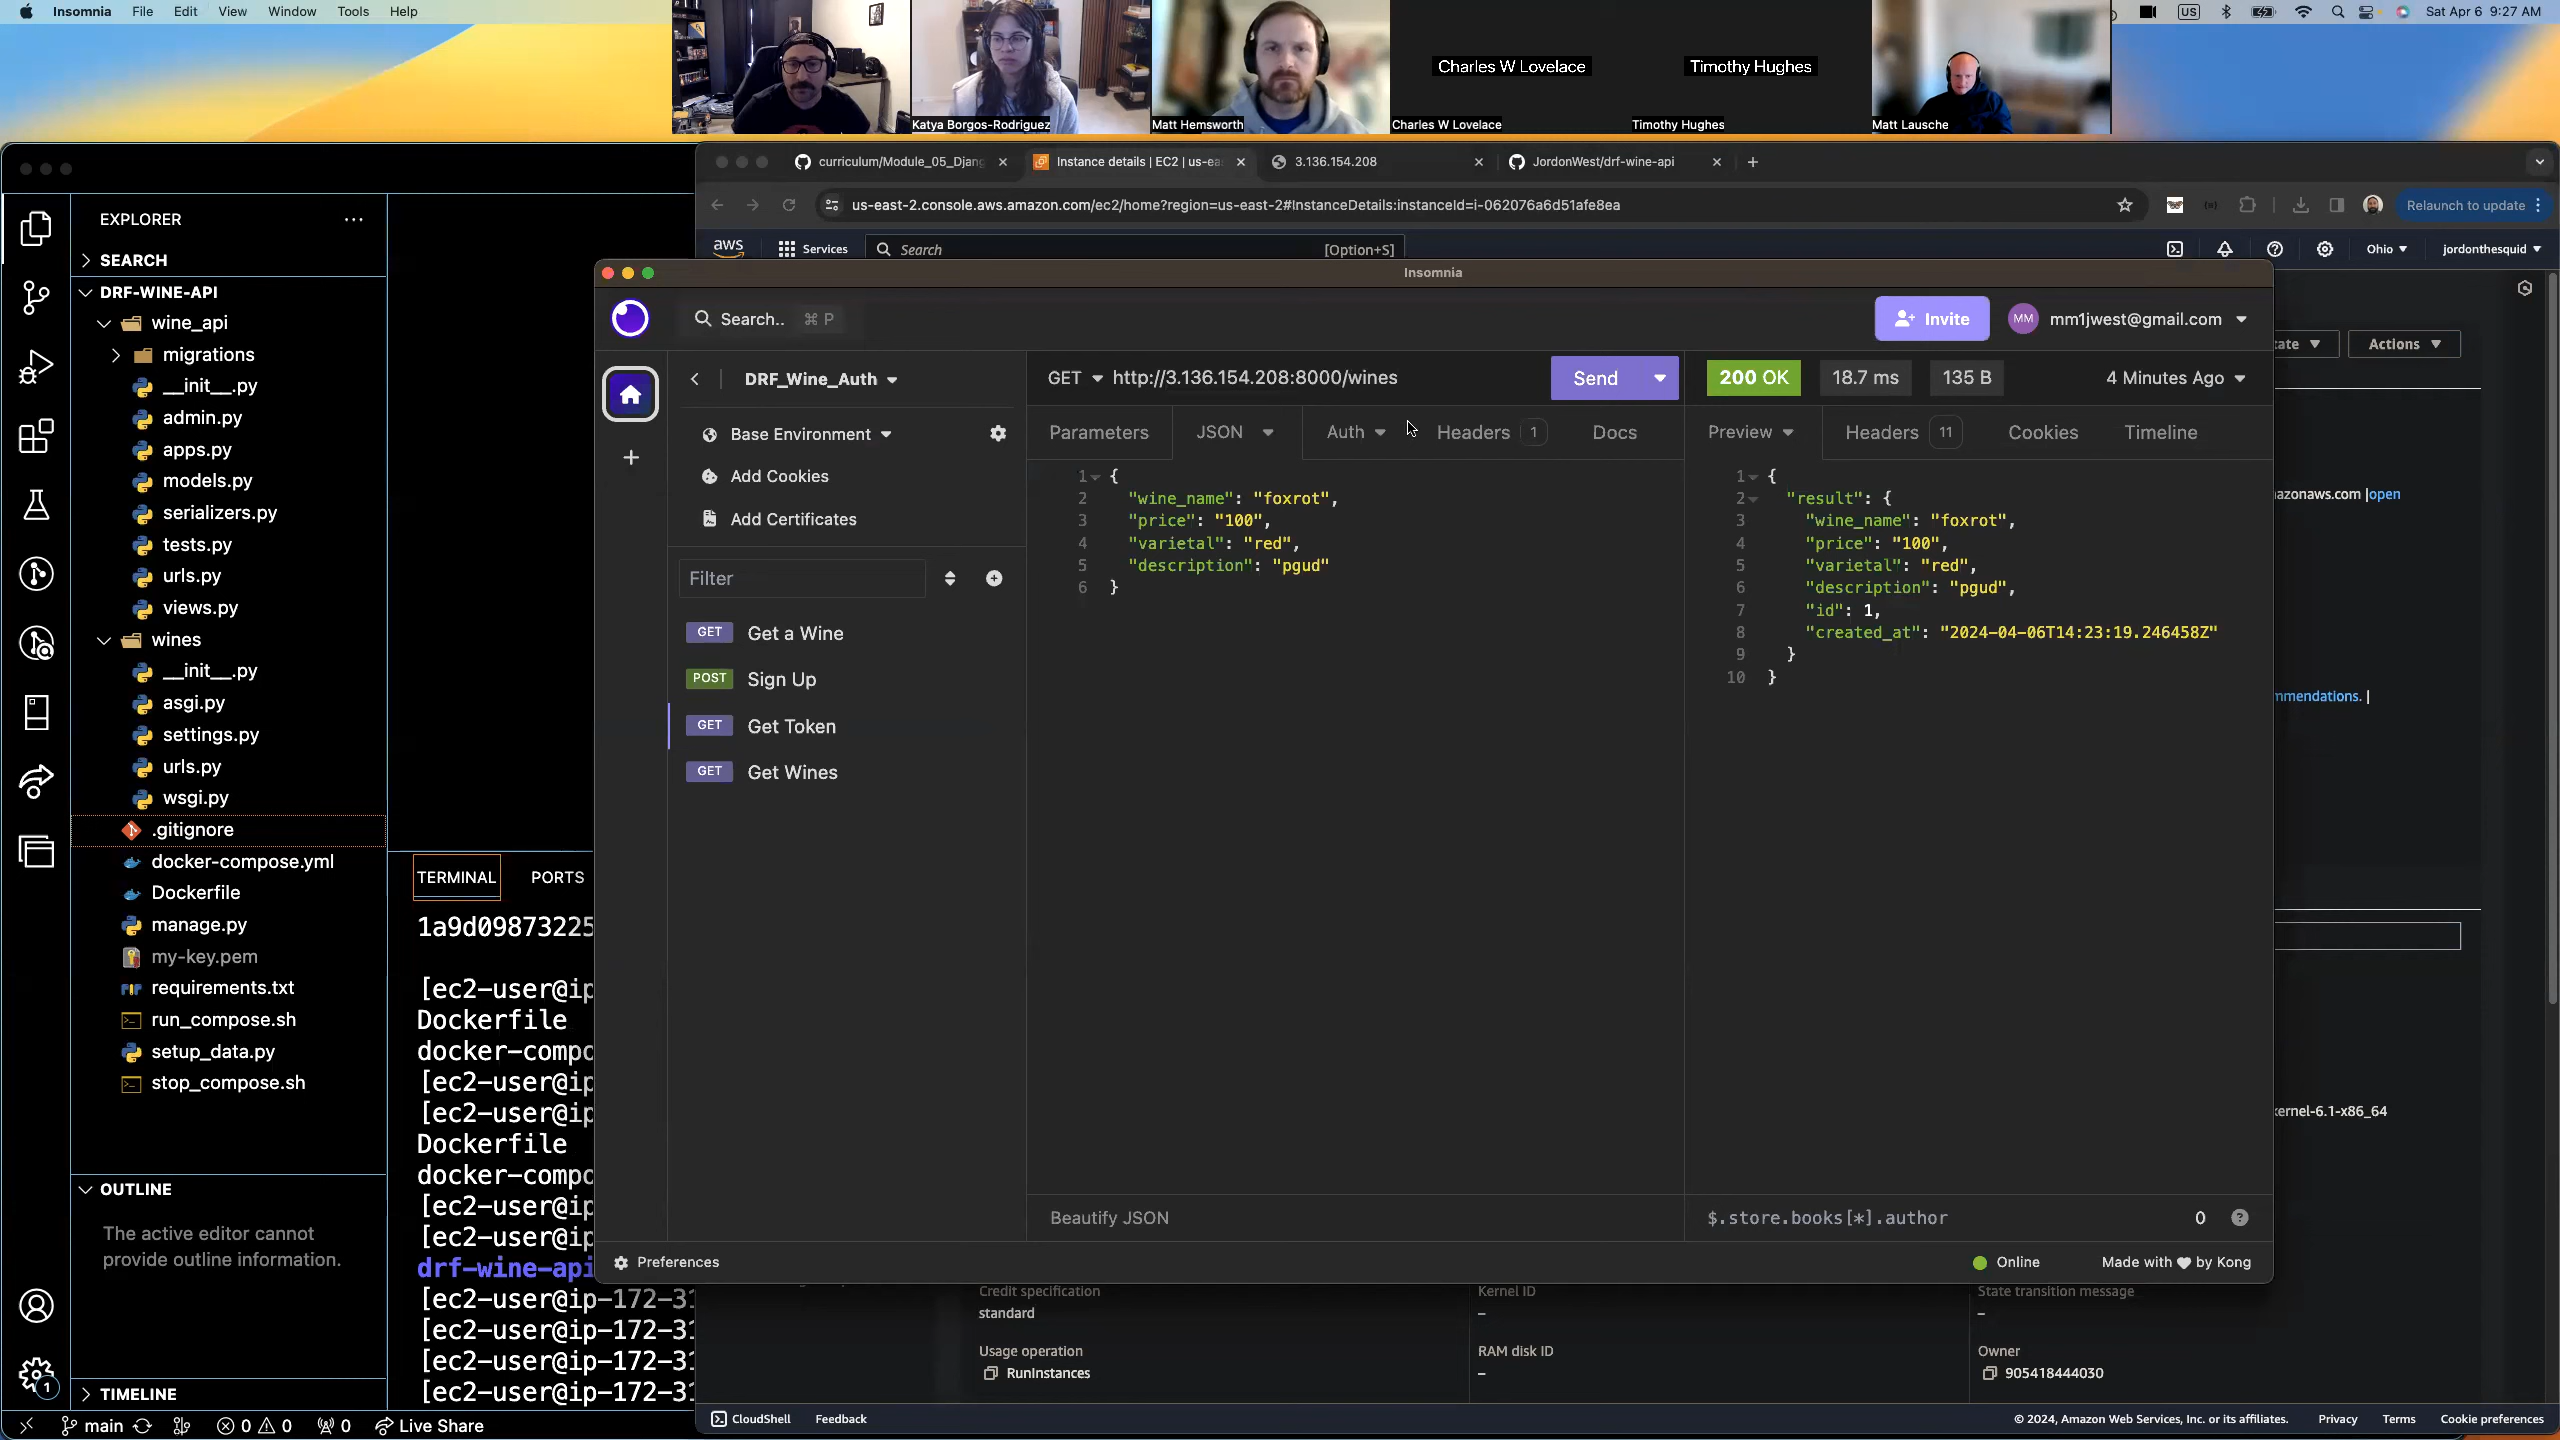 Insomnia File Edit View Window Tools Help
US
Sat Apr 6 9:27 AM
Charles W Lovelace
Timothy Hughes
Katya Borgos-Rodriguez
Matt Hemsworth
Charles W Lovelace
Timothy Hughes
Matt Lausche
curriculum/Module_05_Djang
Instance details | EC2 | us-ea
3.136.154.208
JordonWest/drf-wine-api
us-east-2.console.aws.amazon.com/ec2/home?region=us-east-2#InstanceDetails:instanceId=i-062076a6d51afe8ea
Relaunch to update
aws
Services
Search
[Option+S]
Ohio
jordonthesquid
EXPLORER
SEARCH
DRF-WINE-API
wine_api
migrations
__init__.py
admin.py
apps.py
models.py
serializers.py
tests.py
urls.py
views.py
wines
__init__.py
asgi.py
settings.py
urls.py
wsgi.py
.gitignore
docker-compose.yml
Dockerfile
manage.py
my-key.pem
requirements.txt
run_compose.sh
setup_data.py
stop_compose.sh
OUTLINE
The active editor cannot
provide outline information.
TIMELINE
1
main
0 0
0
Live Share
TERMINAL
PORTS
1a9d09873225
[ec2-user@ip
Dockerfile
docker-compo
[ec2-user@ip
[ec2-user@ip
Dockerfile
docker-compo
[ec2-user@ip
[ec2-user@ip
drf-wine-api
[ec2-user@ip-172-31
[ec2-user@ip-172-31
[ec2-user@ip-172-31
[ec2-user@ip-172-31
Insomnia
Search.. ⌘ P
Invite
MM
mm1jwest@gmail.com
DRF_Wine_Auth
Base Environment
Add Cookies
Add Certificates
Filter
GET Get a Wine
POST Sign Up
GET Get Token
GET Get Wines
GET http://3.136.154.208:8000/wines
Send
Parameters
JSON
Auth
Headers 1
Docs
1 {
2 "wine_name": "foxrot",
3 "price": "100",
4 "varietal": "red",
5 "description": "pgud"
6 }
Beautify JSON
200 OK
18.7 ms
135 B
4 Minutes Ago
Preview
Headers 11
Cookies
Timeline
1 {
2 "result": {
3 "wine_name": "foxrot",
4 "price": "100",
5 "varietal": "red",
6 "description": "pgud",
7 "id": 1,
8 "created_at": "2024-04-06T14:23:19.246458Z"
9 }
10 }
$.store.books[*].author
0
Preferences
Online
Made with ♥ by Kong
ate
Actions
azonaws.com |open
mmendations. |
kernel-6.1-x86_64
Credit specification
standard
Kernel ID
–
State transition message
–
Usage operation
RunInstances
RAM disk ID
–
Owner
905418444030
CloudShell
Feedback
© 2024, Amazon Web Services, Inc. or its affiliates.
Privacy
Terms
Cookie preferences